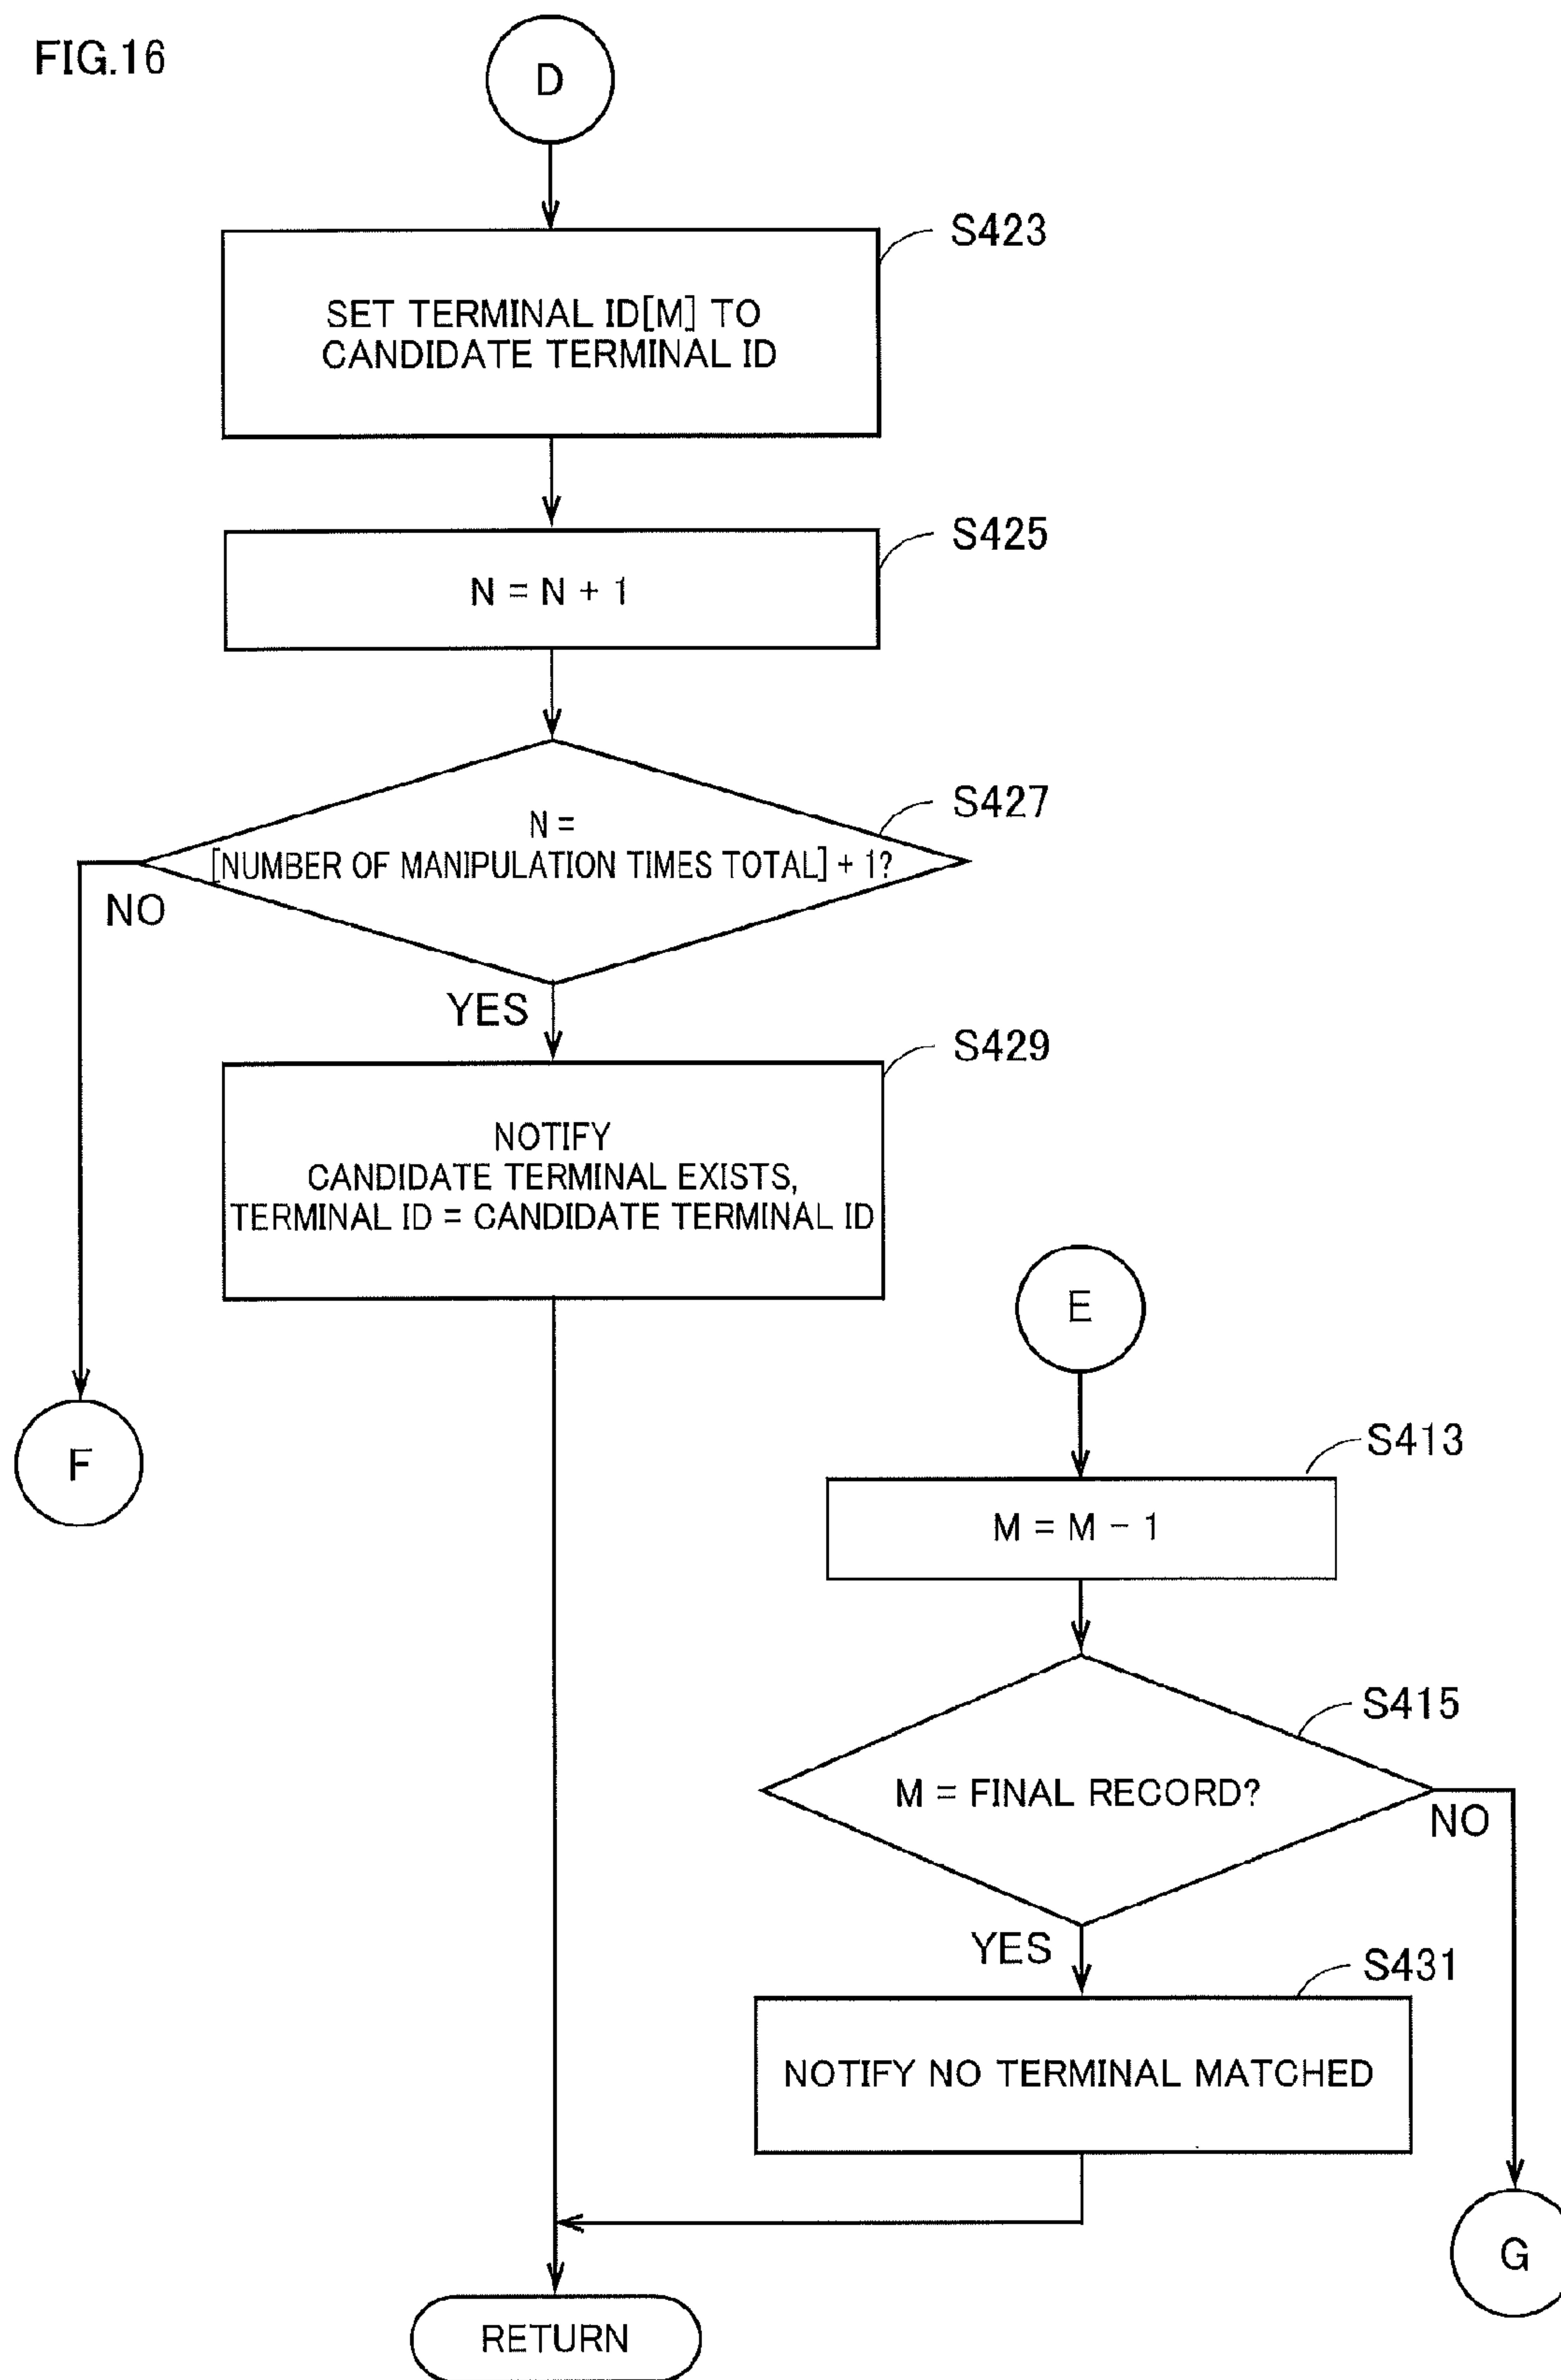 FIG.16
D
S423
SET TERMINAL ID[M] TO
CANDIDATE TERMINAL ID
S425
N = N + 1
S427
N =
[NUMBER OF MANIPULATION TIMES TOTAL] + 1?
NO
YES
S429
NOTIFY
CANDIDATE TERMINAL EXISTS,
TERMINAL ID = CANDIDATE TERMINAL ID
E
F
S413
M = M - 1
S415
M = FINAL RECORD?
NO
YES
S431
NOTIFY NO TERMINAL MATCHED
G
RETURN